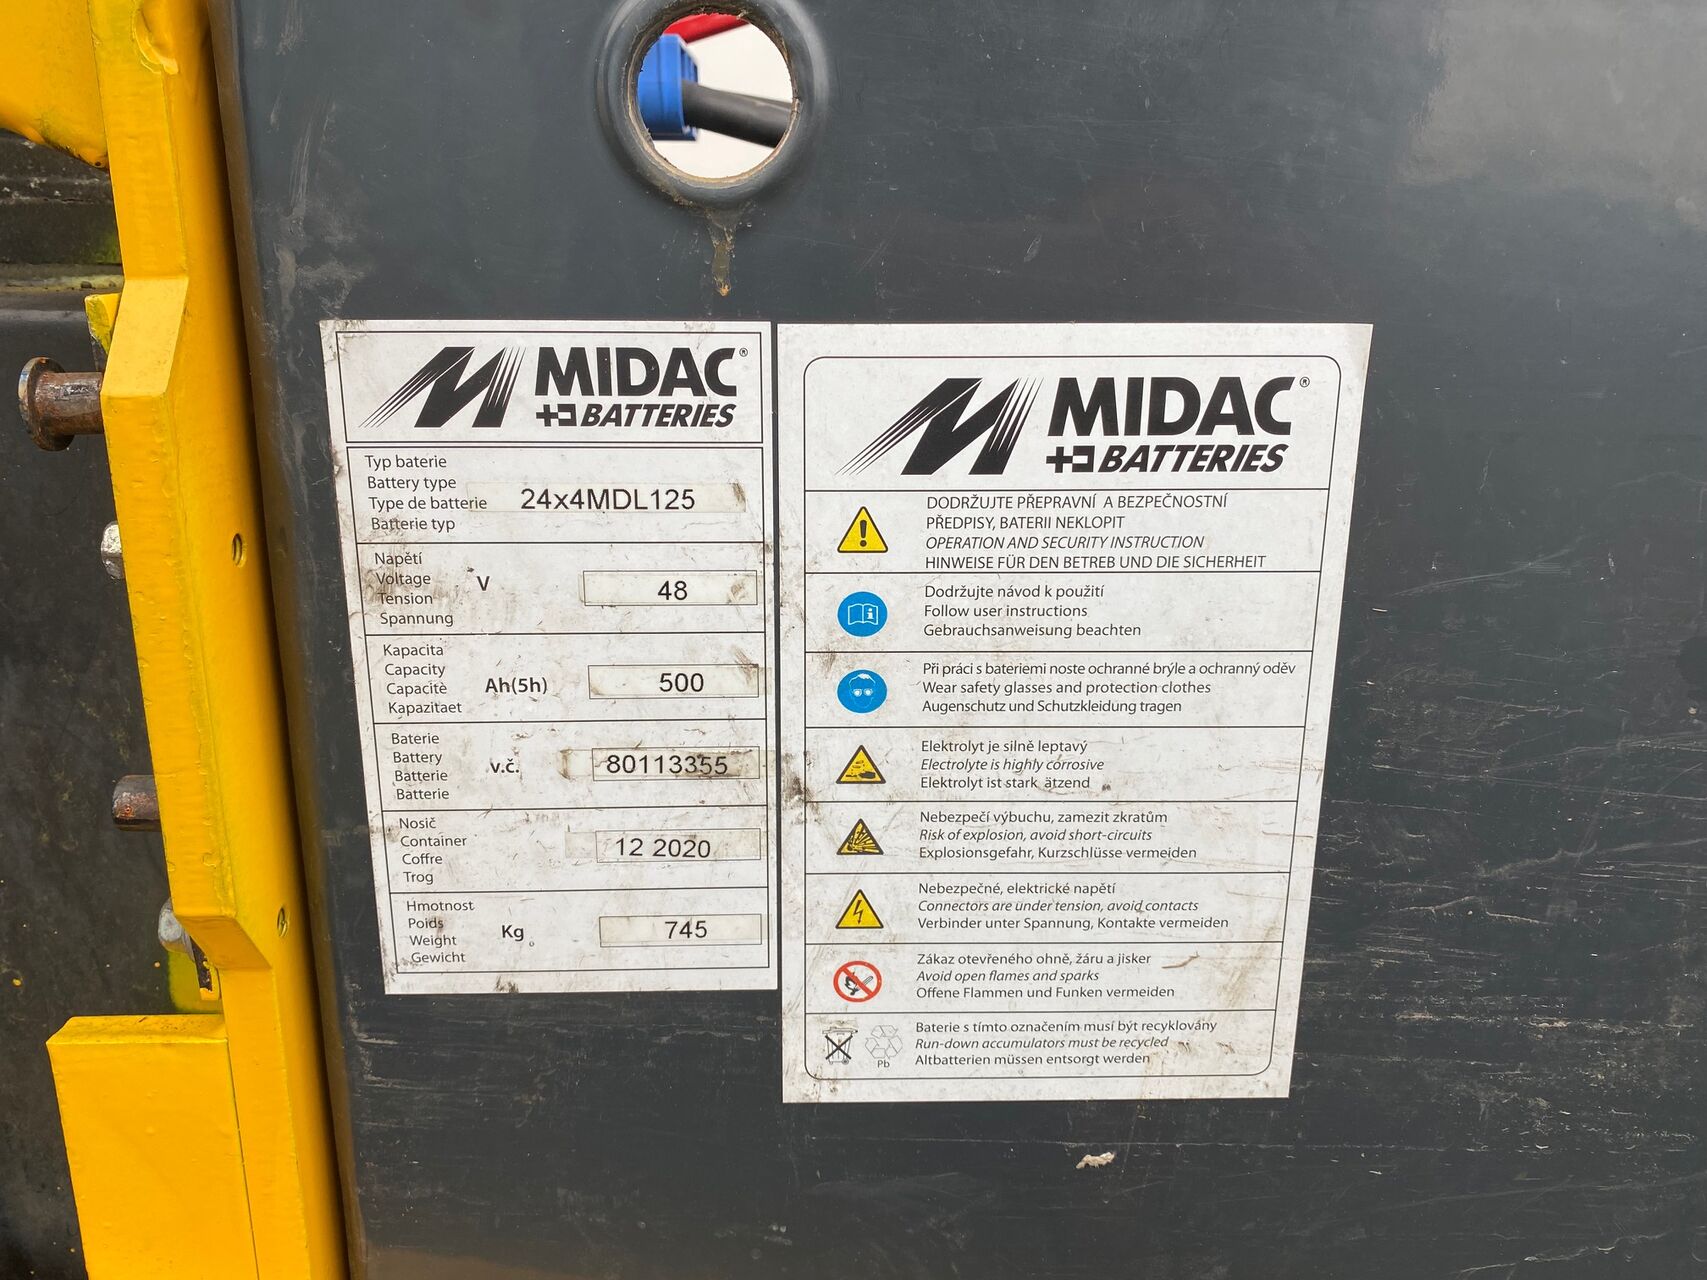 MIDAC®
BATTERIES
Typ baterie
Battery type
Type de batterie
Batterie typ
24x4MDL125
Napětí
Voltage
Tension
Spannung
V
48
Kapacita
Capacity
Capacitè
Kapazitaet
Ah(5h)
500
Baterie
Battery
Batterie
Batterie
v.č.
80113355
Nosič
Container
Coffre
Trog
12 2020
Hmotnost
Poids
Weight
Gewicht
Kg
745
MIDAC®
BATTERIES
DODRŽUJTE PŘEPRAVNÍ A BEZPEČNOSTNÍ
PŘEDPISY, BATERII NEKLOPIT
OPERATION AND SECURITY INSTRUCTION
HINWEISE FÜR DEN BETREB UND DIE SICHERHEIT
Dodržujte návod k použití
Follow user instructions
Gebrauchsanweisung beachten
Při práci s bateriemi noste ochranné brýle a ochranný oděv
Wear safety glasses and protection clothes
Augenschutz und Schutzkleidung tragen
Elektrolyt je silně leptavý
Electrolyte is highly corrosive
Elektrolyt ist stark ätzend
Nebezpečí výbuchu, zamezit zkratům
Risk of explosion, avoid short-circuits
Explosionsgefahr, Kurzschlüsse vermeiden
Nebezpečné, elektrické napětí
Connectors are under tension, avoid contacts
Verbinder unter Spannung, Kontakte vermeiden
Zákaz otevřeného ohně, žáru a jisker
Avoid open flames and sparks
Offene Flammen und Funken vermeiden
Pb
Baterie s tímto označením musí být recyklovány
Run-down accumulators must be recycled
Altbatterien müssen entsorgt werden